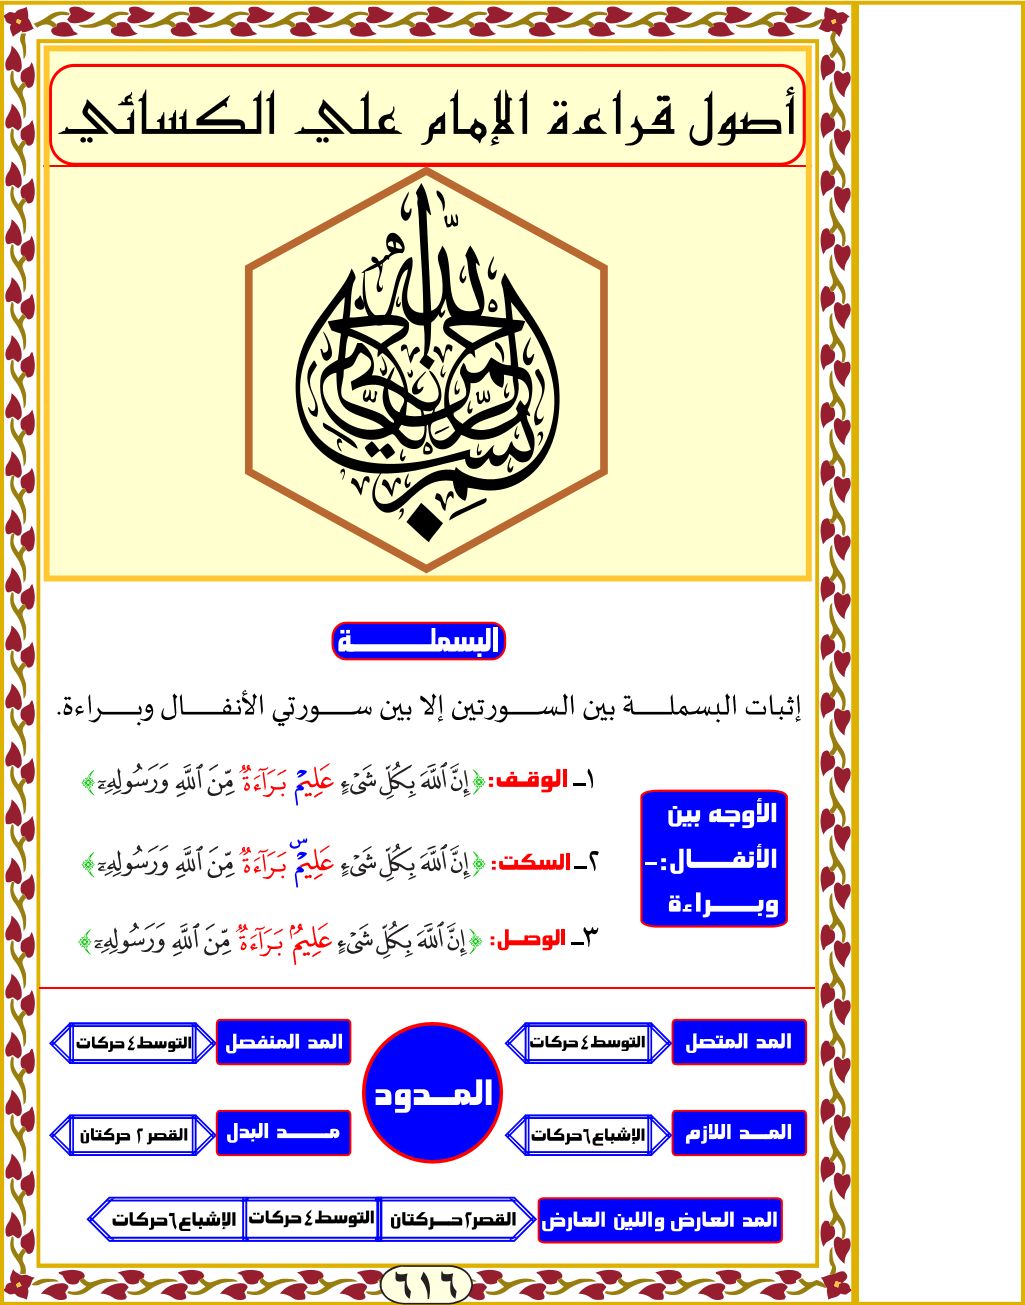 أصول قراءة الإمام علي الكسائي
بسم الله الرحمن الرحيم
البسملة
إثبات البسملة بين السورتين إلا بين سورتي الأنفال وبراءة.
الأوجه بين
الأنفال:-
وبراءة
١ـ الوقف: ﴿إِنَّ ٱللَّهَ بِكُلِّ شَىْءٍ عَلِيمٌۢ بَرَآءَةٌ مِّنَ ٱللَّهِ وَرَسُولِهِۦٓ﴾
٢ـ السكت: ﴿إِنَّ ٱللَّهَ بِكُلِّ شَىْءٍ عَلِيمٌۜ بَرَآءَةٌ مِّنَ ٱللَّهِ وَرَسُولِهِۦٓ﴾
٣ـ الوصل: ﴿إِنَّ ٱللَّهَ بِكُلِّ شَىْءٍ عَلِيمٌۢ بَرَآءَةٌ مِّنَ ٱللَّهِ وَرَسُولِهِۦٓ﴾
المدود
المد المتصل التوسط ٤ حركات
المد المنفصل التوسط ٤ حركات
المد اللازم الإشباع ٦ حركات
مد البدل القصر ٢ حركتان
المد العارض واللين العارض القصر ٢ حركتان التوسط ٤ حركات الإشباع ٦ حركات
٦١٦